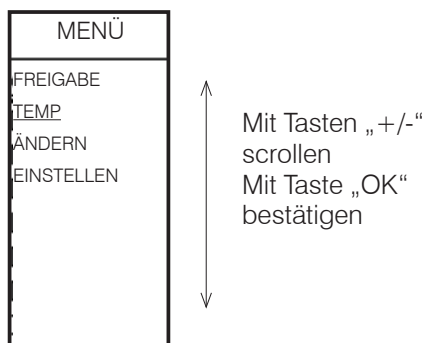 MENÜ
FREIGABE
TEMP
ÄNDERN
EINSTELLEN
Mit Tasten „+/-“
scrollen
Mit Taste „OK“
bestätigen